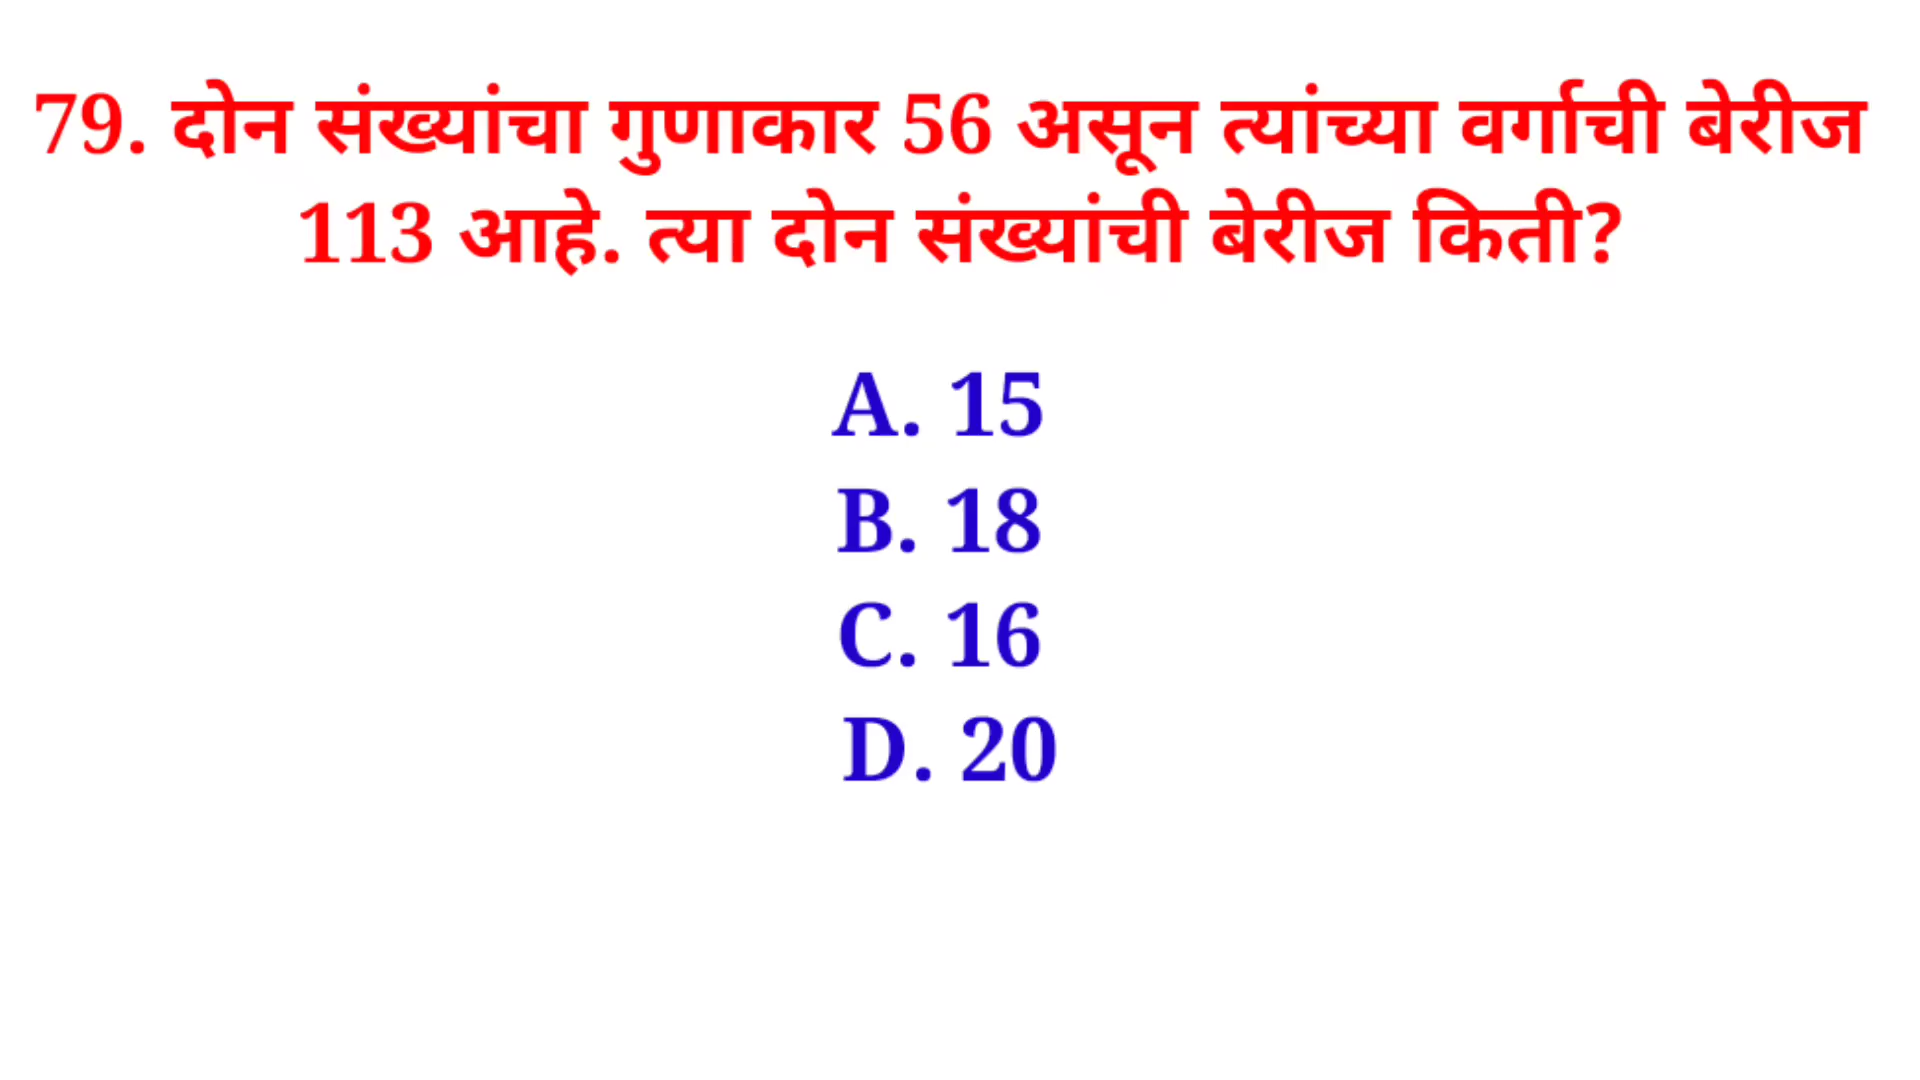 79. दोन संख्यांचा गुणाकार 56 असून त्यांच्या वर्गाची बेरीज
113 आहे. त्या दोन संख्यांची बेरीज किती?
A. 15
B. 18
C. 16
D. 20